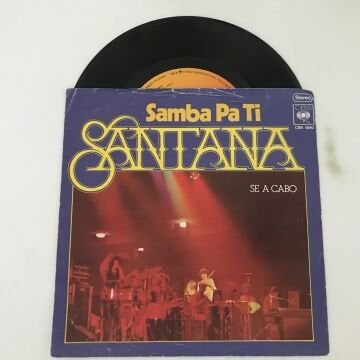 Samba Pa Ti
Stereo
CBS
SANTANA
SE A CABO